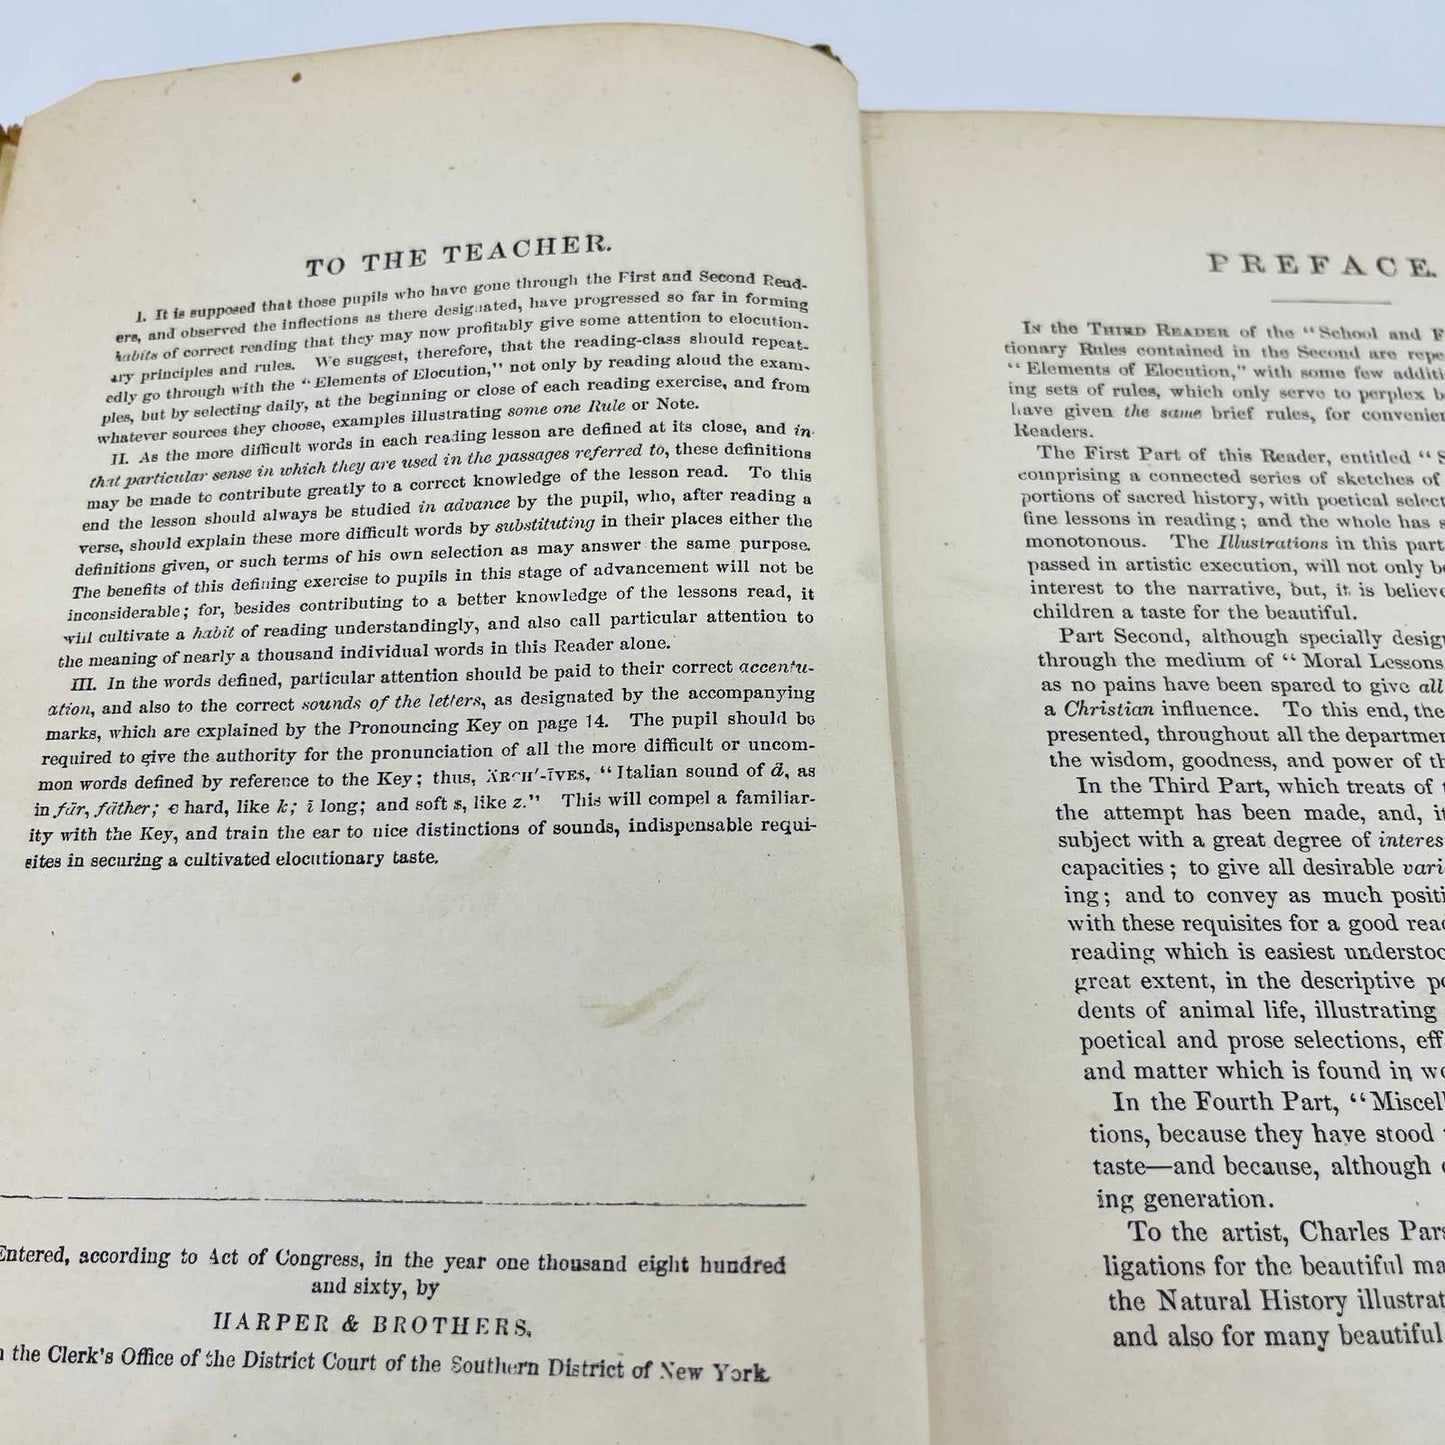 TO THE TEACHER.
I. It is supposed that those pupils who have gone through the First and Second Read-
ers, and observed the inflections as there designated, have progressed so far in forming
habits of correct reading that they may now profitably give some attention to elocution-
ary principles and rules. We suggest, therefore, that the reading-class should repeat-
edly go through with the "Elements of Elocution," not only by reading aloud the exam-
ples, but by selecting daily, at the beginning or close of each reading exercise, and from
whatever sources they choose, examples illustrating some one Rule or Note.
II. As the more difficult words in each reading lesson are defined at its close, and in
that particular sense in which they are used in the passages referred to, these definitions
may be made to contribute greatly to a correct knowledge of the lesson read. To this
end the lesson should always be studied in advance by the pupil, who, after reading a
verse, should explain these more difficult words by substituting in their places either the
definitions given, or such terms of his own selection as may answer the same purpose.
The benefits of this defining exercise to pupils in this stage of advancement will not be
inconsiderable; for, besides contributing to a better knowledge of the lessons read, it
will cultivate a habit of reading understandingly, and also call particular attention to
the meaning of nearly a thousand individual words in this Reader alone.
III. In the words defined, particular attention should be paid to their correct accentu-
ation, and also to the correct sounds of the letters, as designated by the accompanying
marks, which are explained by the Pronouncing Key on page 14. The pupil should be
required to give the authority for the pronunciation of all the more difficult or uncom-
mon words defined by reference to the Key; thus, ÄRCH'-ĪVES, "Italian sound of ä, as
in fär, fäther; c hard, like k; ī long; and soft s, like z." This will compel a familiar-
ity with the Key, and train the ear to nice distinctions of sounds, indispensable requi-
sites in securing a cultivated elocutionary taste.
Entered, according to Act of Congress, in the year one thousand eight hundred
and sixty, by
HARPER & BROTHERS,
the Clerk's Office of the District Court of the Southern District of New York.
PREFACE.
IN the THIRD READER of the "School and F
tionary Rules contained in the Second are repe
"Elements of Elocution," with some few additi
ing sets of rules, which only serve to perplex b
have given the same brief rules, for convenien
Readers.
The First Part of this Reader, entitled "S
comprising a connected series of sketches of
portions of sacred history, with poetical select
fine lessons in reading; and the whole has s
monotonous. The Illustrations in this part
passed in artistic execution, will not only b
interest to the narrative, but, it is believe
children a taste for the beautiful.
Part Second, although specially design
through the medium of "Moral Lessons,
as no pains have been spared to give all
a Christian influence. To this end, the
presented, throughout all the departmen
the wisdom, goodness, and power of th
In the Third Part, which treats of
the attempt has been made, and, it
subject with a great degree of interes
capacities; to give all desirable vari
ing; and to convey as much positi
with these requisites for a good read
reading which is easiest understoo
great extent, in the descriptive po
dents of animal life, illustrating
poetical and prose selections, eff
and matter which is found in wo
In the Fourth Part, "Miscell
tions, because they have stood
taste—and because, although
ing generation.
To the artist, Charles Pars
ligations for the beautiful ma
the Natural History illustrat
and also for many beautiful